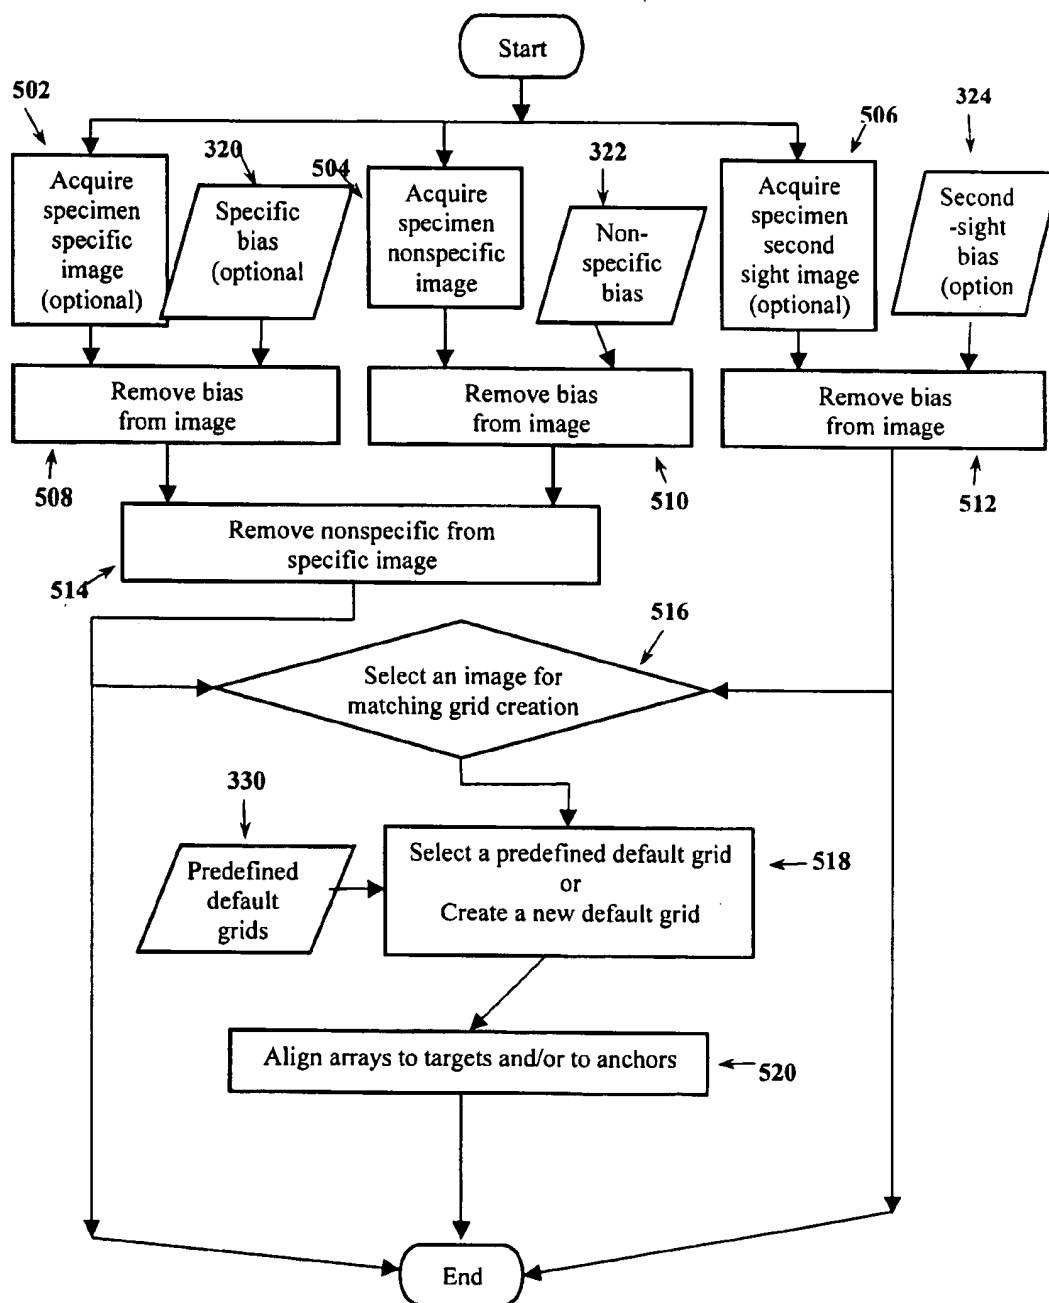 Start
502
506
324
320
504
322
Acquire
specimen
specific
image
(optional)
Specific
bias
(optional
Acquire
specimen
nonspecific
image
Non-
specific
bias
Acquire
specimen
second
sight image
(optional)
Second
-sight
bias
(option
Remove bias
from image
Remove bias
from image
Remove bias
from image
508
510
512
Remove nonspecific from
specific image
514
516
Select an image for
matching grid creation
330
Predefined
default
grids
Select a predefined default grid
or
Create a new default grid
518
Align arrays to targets and/or to anchors
520
End